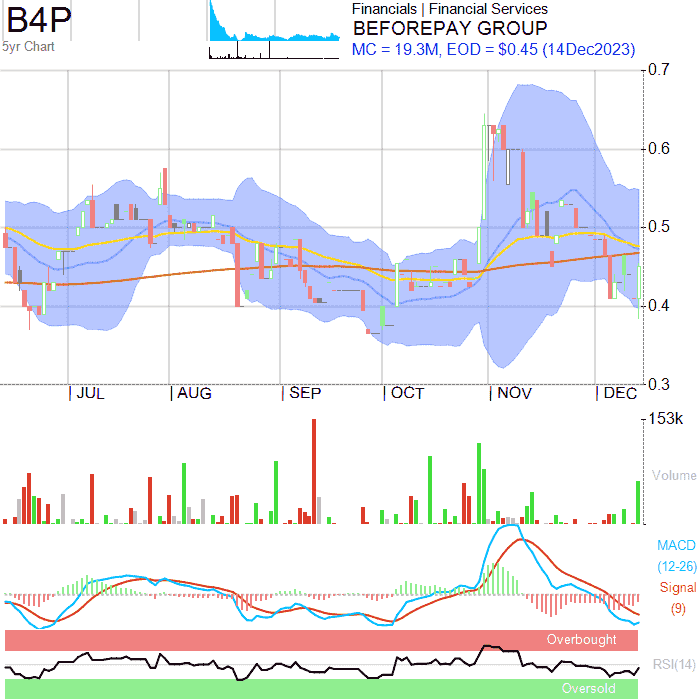 B4P
5yr Chart
Financials | Financial Services
BEFOREPAY GROUP
MC = 19.3M, EOD = $0.45 (14Dec2023)
0.7
0.6
0.5
0.4
0.3
JUL AUG SEP OCT NOV DEC
153k
Volume
MACD
(12-26)
Signal
(9)
Overbought
RSI(14)
Oversold